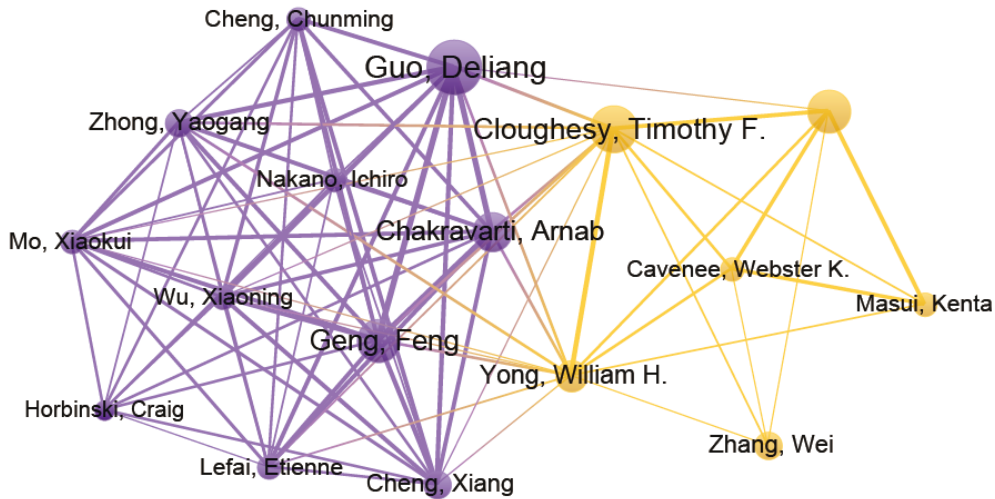 Cheng, Chunming
Guo, Deliang
Zhong, Yaogang
Cloughesy, Timothy F.
Nakano, Ichiro
Chakravarti, Arnab
Mo, Xiaokui
Cavenee, Webster K.
Wu, Xiaoning
Masui, Kenta
Geng, Feng
Yong, William H.
Horbinski, Craig
Zhang, Wei
Lefai, Etienne
Cheng, Xiang